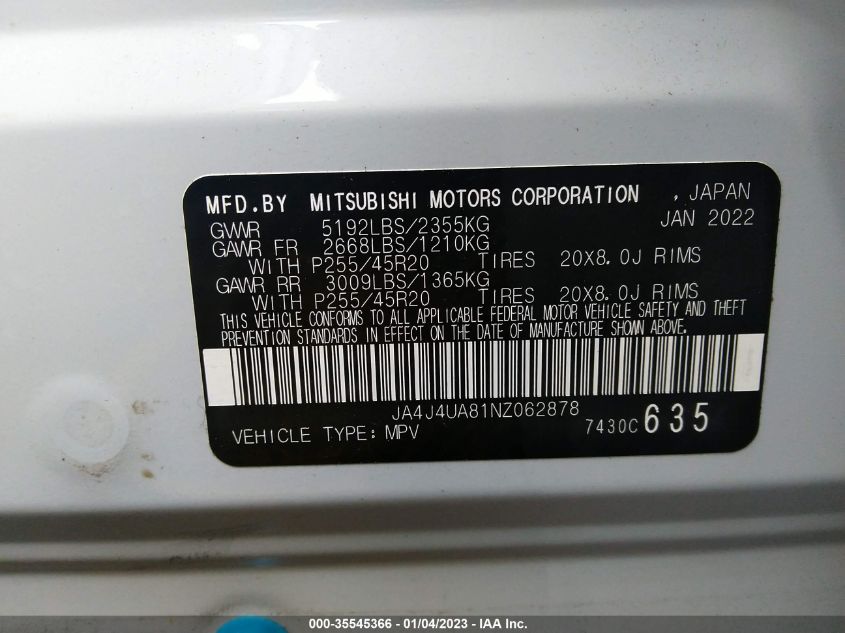 MFD.BY MITSUBISHI MOTORS CORPORATION , JAPAN
GVWR 5192LBS/2355KG JAN 2022
GAWR FR 2668LBS/1210KG
WITH P255/45R20 TIRES 20X8.0J RIMS
GAWR RR 3009LBS/1365KG
WITH P255/45R20 TIRES 20X8.0J RIMS
THIS VEHICLE CONFORMS TO ALL APPLICABLE FEDERAL MOTOR VEHICLE SAFETY AND THEFT
PREVENTION STANDARDS IN EFFECT ON THE DATE OF MANUFACTURE SHOWN ABOVE.
JA4J4UA81NZ062878
VEHICLE TYPE: MPV 7430C 635
000-35545366 - 01/04/2023 - IAA Inc.